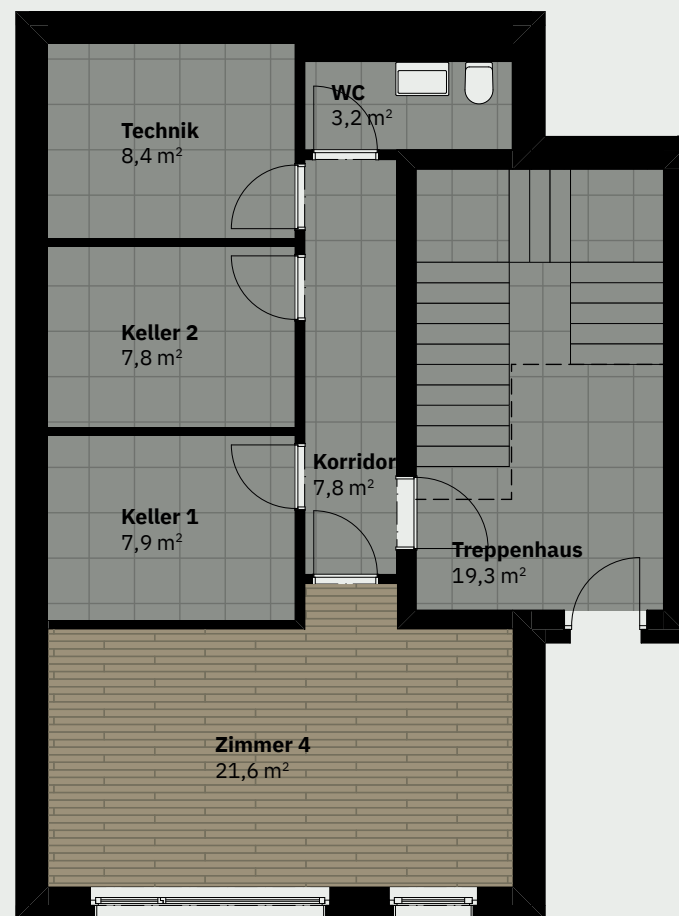 WC
3,2 m²
Technik
8,4 m²
Keller 2
7,8 m²
Korridor
7,8 m²
Keller 1
7,9 m²
Treppenhaus
19,3 m²
Zimmer 4
21,6 m²